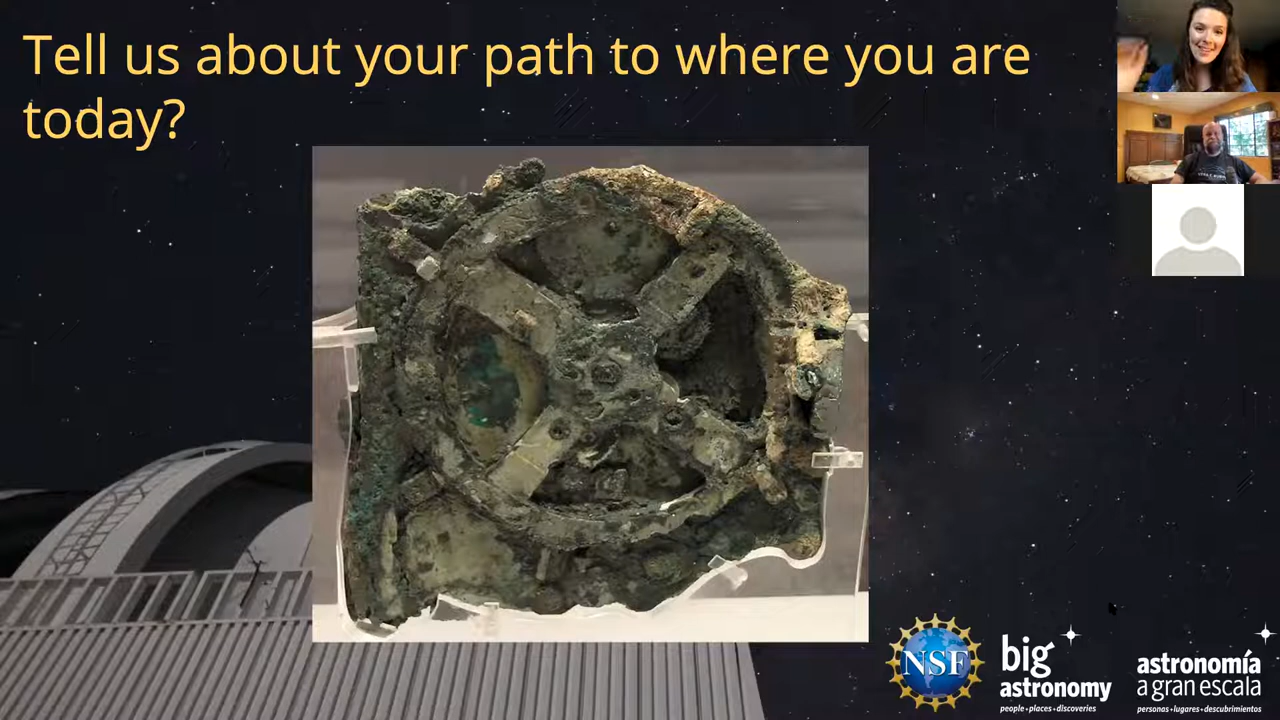 Tell us about your path to where you are
today?
NSF
big
astronomy
people • places • discoveries
astronomía
a gran escala
personas • lugares • descubrimientos